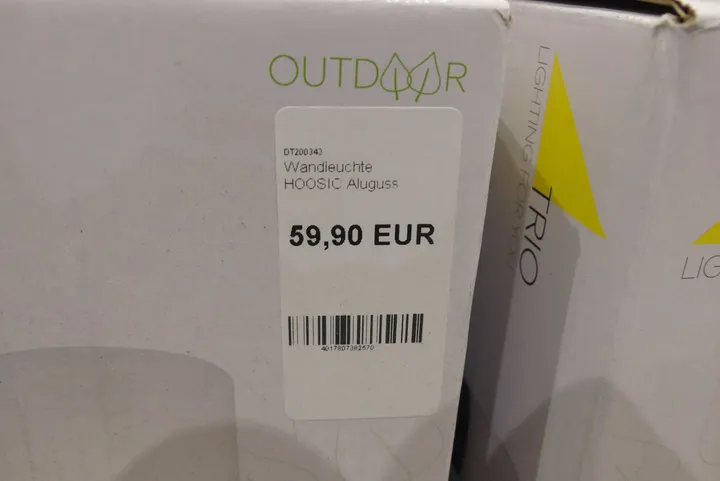 OUTDOOR
DT200343
Wandleuchte
HOOSIC Aluguss
59,90 EUR
4017807382570
TRIO
LIGHTING FOR YOU
LIG